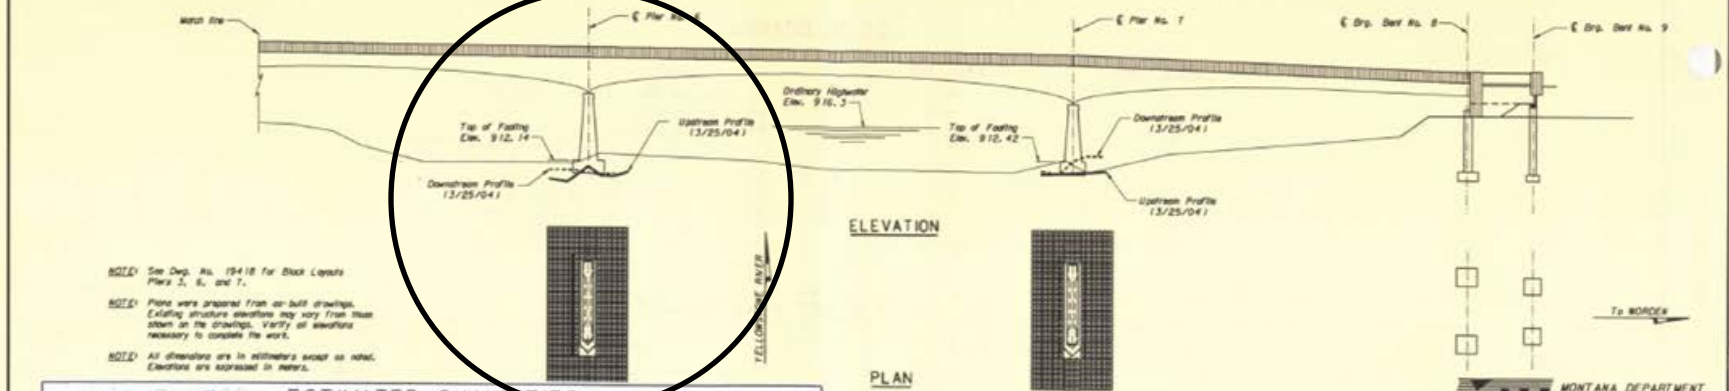 Match line
℄ Pier No. 6
℄ Pier No. 7
℄ Brg. Bent No. 8
℄ Brg. Bent No. 9
Ordinary Highwater
Elev. 916.3
Top of Footing
Elev. 912.14
Upstream Profile
(3/25/04)
Top of Footing
Elev. 912.42
Downstream Profile
(3/25/04)
Downstream Profile
(3/25/04)
Upstream Profile
(3/25/04)
ELEVATION
NOTE: See Dwg. No. 19418 for Block Layouts
Piers 3, 6, and 7.
NOTE: Plans were prepared from as-built drawings.
Existing structure elevations may vary from those
shown on the drawings. Verify all elevations
necessary to complete the work.
NOTE: All dimensions are in millimeters except as noted.
Elevations are expressed in meters.
YELLOWSTONE RIVER
To WORDEN
PLAN
MONTANA DEPARTMENT